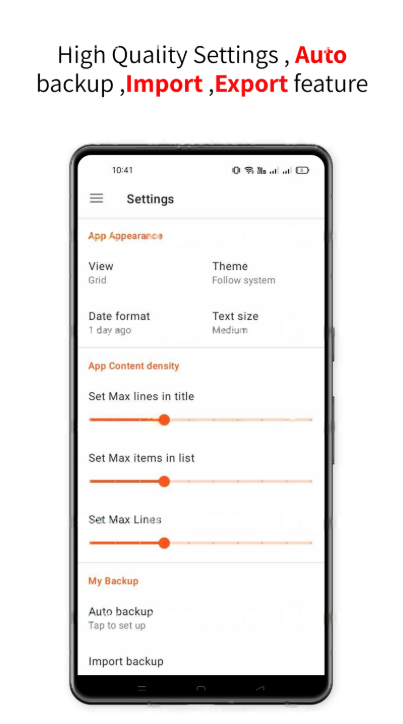 High Quality Settings , Auto
backup ,Import ,Export feature
10:41
Settings
App Appearance
View Theme
Grid Follow system
Date format Text size
1 day ago Medium
App Content density
Set Max lines in title
Set Max items in list
Set Max Lines
My Backup
Auto backup
Tap to set up
Import backup